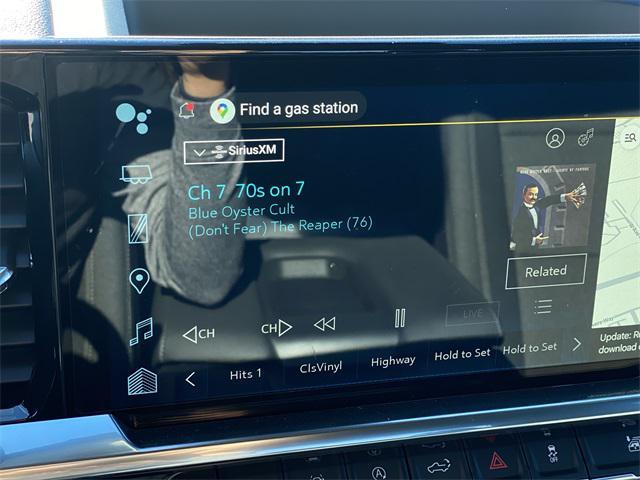 Find a gas station
SiriusXM
Ch 7 70s on 7
Blue Oyster Cult
(Don't Fear) The Reaper (76)
Related
CH
CH
LIVE
Hits 1
ClsVinyl
Highway
Hold to Set
Hold to Set
Update:
download
OFF